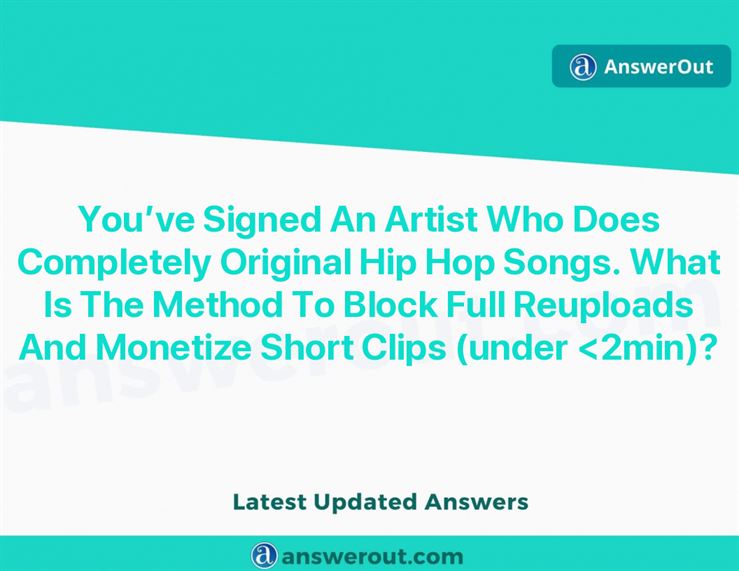 AnswerOut
You’ve Signed An Artist Who Does
Completely Original Hip Hop Songs. What
Is The Method To Block Full Reuploads
And Monetize Short Clips (under <2min)?
answerout.com
Latest Updated Answers
answerout.com